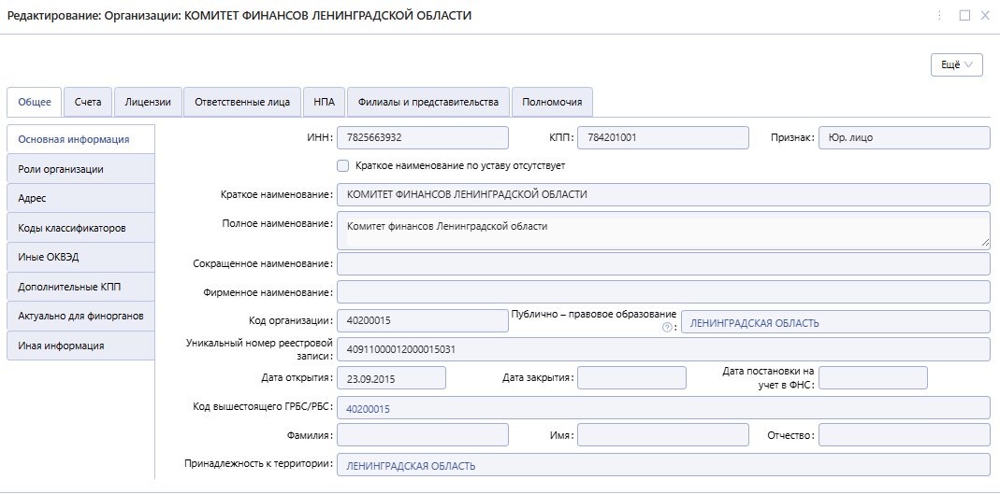 Редактирование: Организации: КОМИТЕТ ФИНАНСОВ ЛЕНИНГРАДСКОЙ ОБЛАСТИ
Ещё
Общее Счета Лицензии Ответственные лица НПА Филиалы и представительства Полномочия
Основная информация
Роли организации
Адрес
Коды классификаторов
Иные ОКВЭД
Дополнительные КПП
Актуально для финорганов
Иная информация
ИНН: 7825663932 КПП: 784201001 Признак: Юр. лицо
Краткое наименование по уставу отсутствует
Краткое наименование: КОМИТЕТ ФИНАНСОВ ЛЕНИНГРАДСКОЙ ОБЛАСТИ
Полное наименование: Комитет финансов Ленинградской области
Сокращенное наименование:
Фирменное наименование:
Код организации: 40200015 Публично – правовое образование ? : ЛЕНИНГРАДСКАЯ ОБЛАСТЬ
Уникальный номер реестровой
записи: 40911000012000015031
Дата открытия: 23.09.2015 Дата закрытия: Дата постановки на
учет в ФНС:
Код вышестоящего ГРБС/РБС: 40200015
Фамилия: Имя: Отчество:
Принадлежность к территории: ЛЕНИНГРАДСКАЯ ОБЛАСТЬ